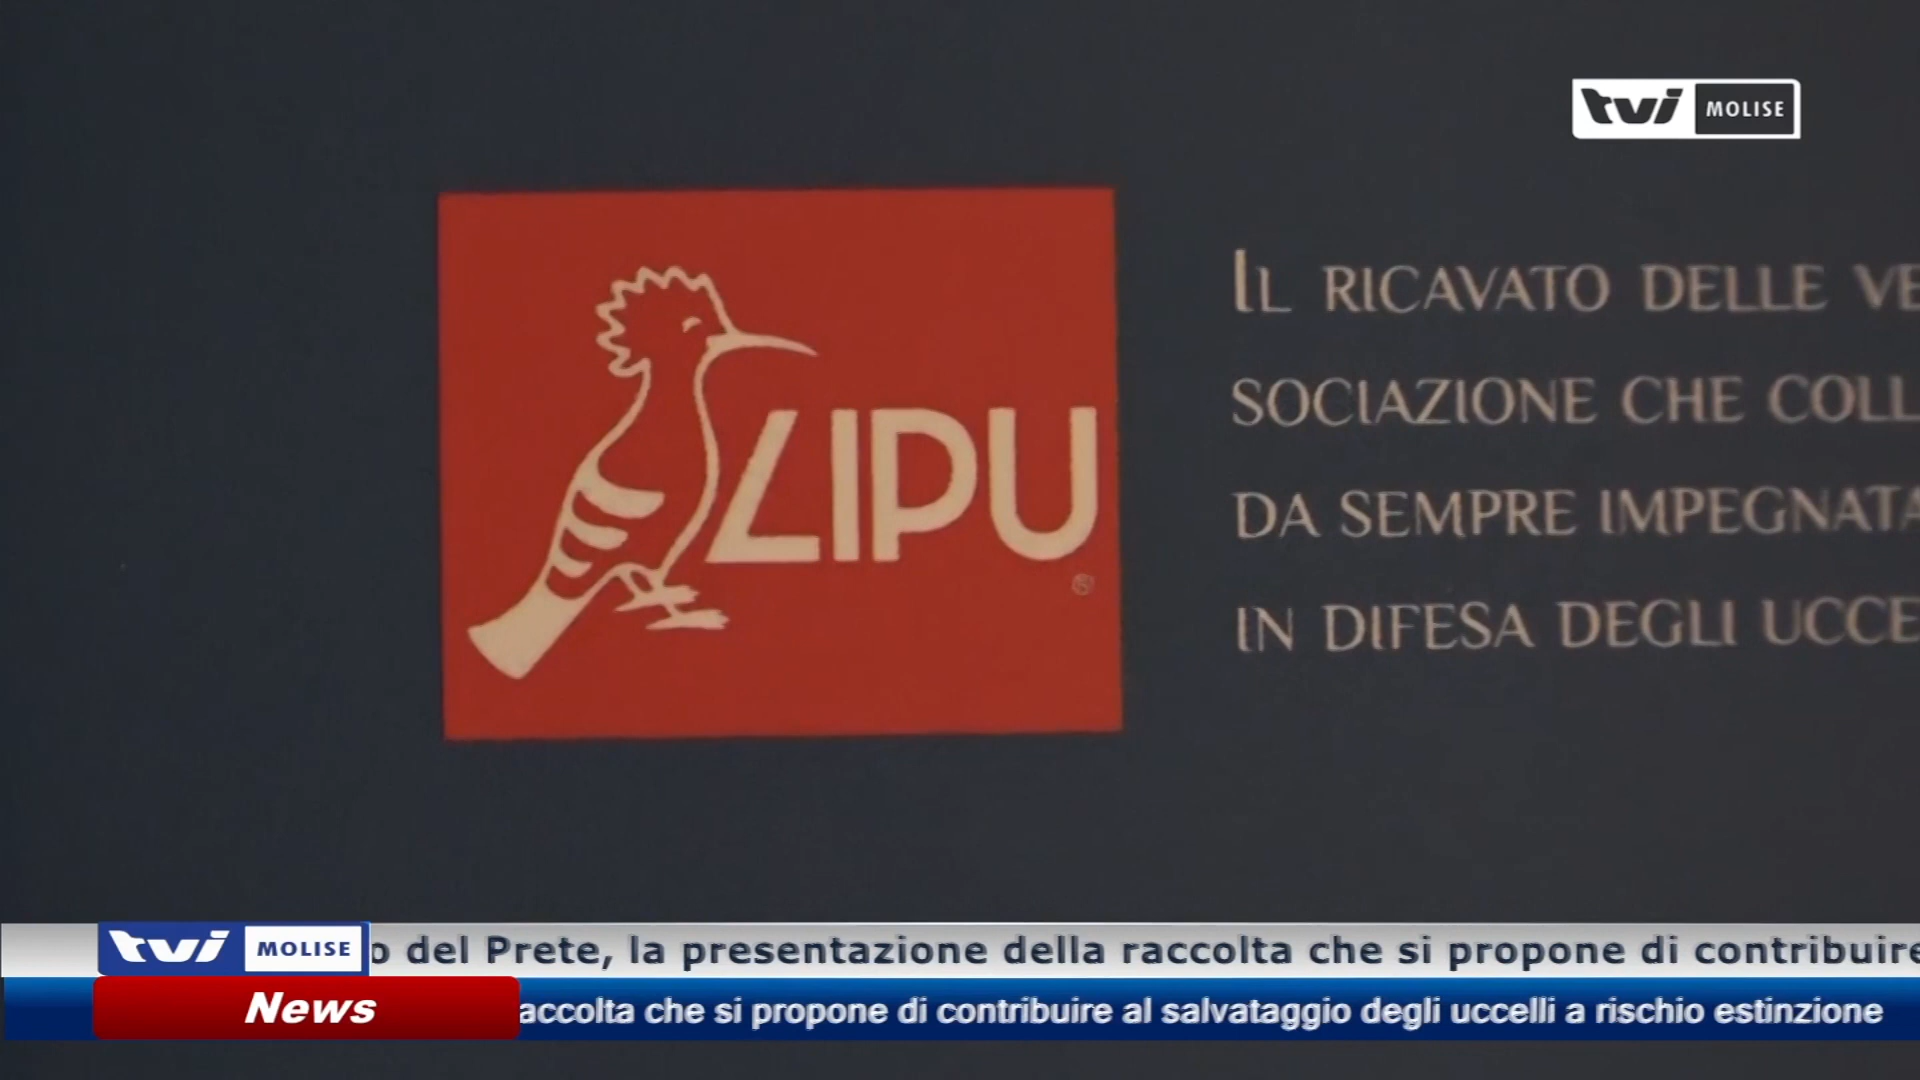 tvi MOLISE
LIPU
®
IL RICAVATO DELLE
SOCIAZIONE CHE
DA SEMPRE IMPEGNATA
IN DIFESA DEGLI
tvi MOLISE
del Prete, la presentazione della raccolta che si propone di contribuire
News
accolta che si propone di contribuire al salvataggio degli uccelli a rischio estinzione